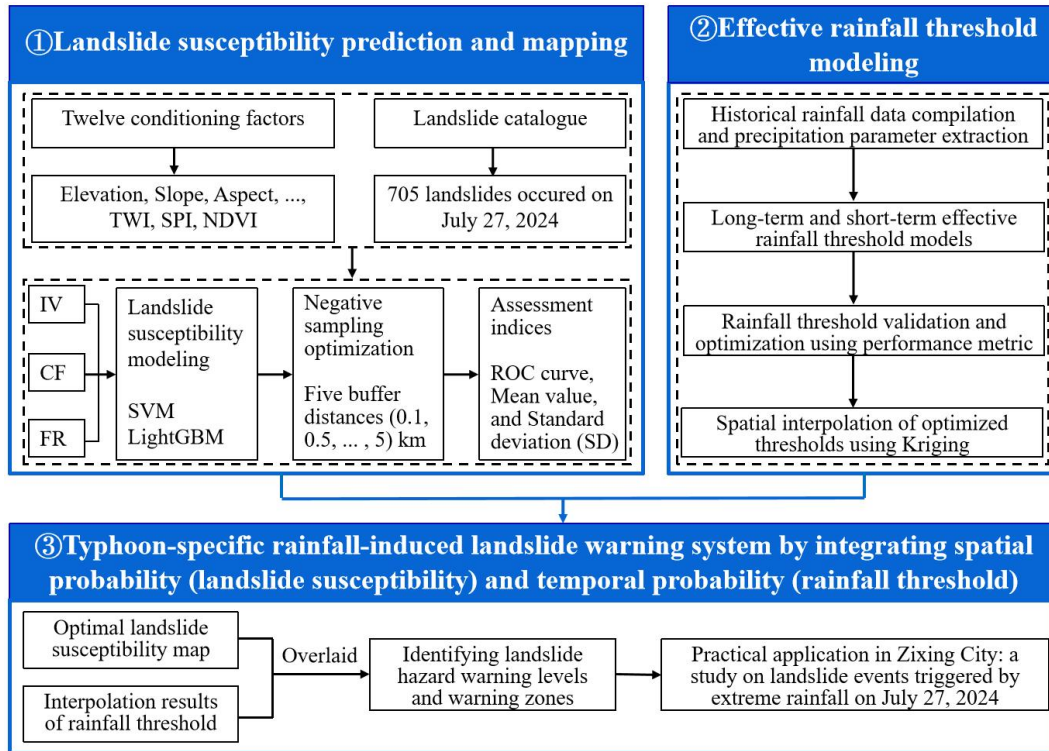 ①Landslide susceptibility prediction and mapping
Twelve conditioning factors
Landslide catalogue
Elevation, Slope, Aspect, ...,
TWI, SPI, NDVI
705 landslides occured on
July 27, 2024
IV
CF
FR
Landslide
susceptibility
modeling
SVM
LightGBM
Negative
sampling
optimization
Five buffer
distances (0.1,
0.5, ... , 5) km
Assessment
indices
ROC curve,
Mean value,
and Standard
deviation (SD)
②Effective rainfall threshold
modeling
Historical rainfall data compilation
and precipitation parameter extraction
Long-term and short-term effective
rainfall threshold models
Rainfall threshold validation and
optimization using performance metric
Spatial interpolation of optimized
thresholds using Kriging
③Typhoon-specific rainfall-induced landslide warning system by integrating spatial
probability (landslide susceptibility) and temporal probability (rainfall threshold)
Optimal landslide
susceptibility map
Interpolation results
of rainfall threshold
Overlaid
Identifying landslide
hazard warning levels
and warning zones
Practical application in Zixing City: a
study on landslide events triggered by
extreme rainfall on July 27, 2024